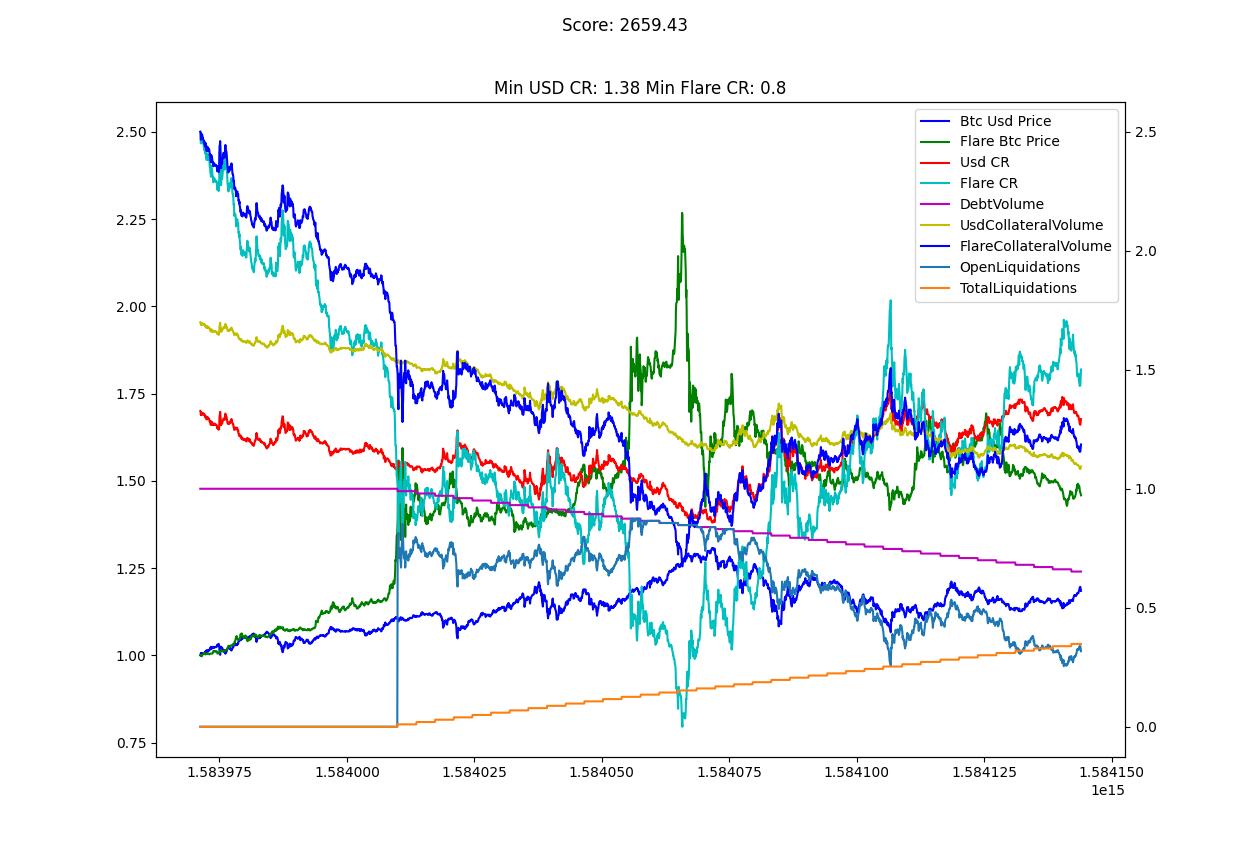 Score: 2659.43
Min USD CR: 1.38 Min Flare CR: 0.8
Btc Usd Price
Flare Btc Price
Usd CR
Flare CR
DebtVolume
UsdCollateralVolume
FlareCollateralVolume
OpenLiquidations
TotalLiquidations
2.50
2.25
2.00
1.75
1.50
1.25
1.00
0.75
2.5
2.0
1.5
1.0
0.5
0.0
1.583975
1.584000
1.584025
1.584050
1.584075
1.584100
1.584125
1.584150
1e15